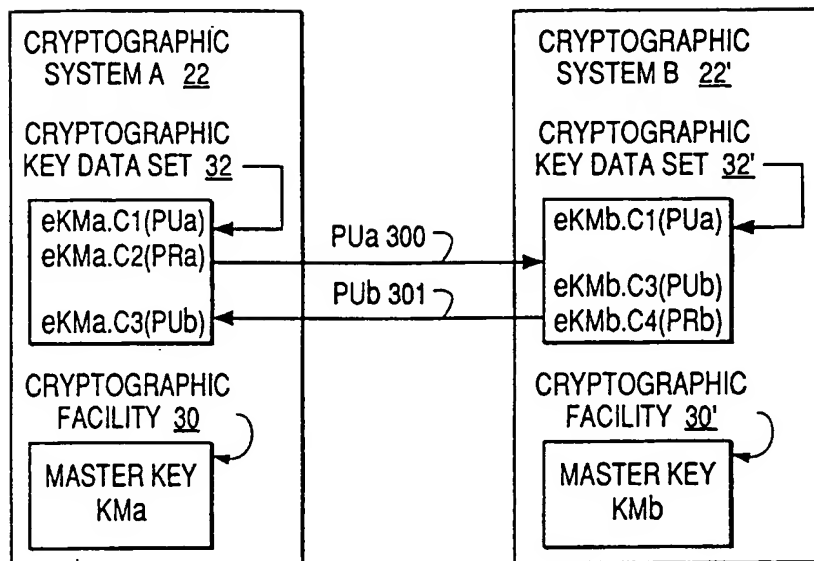 CRYPTOGRAPHIC
SYSTEM A 22
CRYPTOGRAPHIC
KEY DATA SET 32
eKMa.C1(PUa)
eKMa.C2(PRa)
eKMa.C3(PUb)
CRYPTOGRAPHIC
FACILITY 30
MASTER KEY
KMa
PUa 300
PUb 301
CRYPTOGRAPHIC
SYSTEM B 22'
CRYPTOGRAPHIC
KEY DATA SET 32'
eKMb.C1(PUa)
eKMb.C3(PUb)
eKMb.C4(PRb)
CRYPTOGRAPHIC
FACILITY 30'
MASTER KEY
KMb